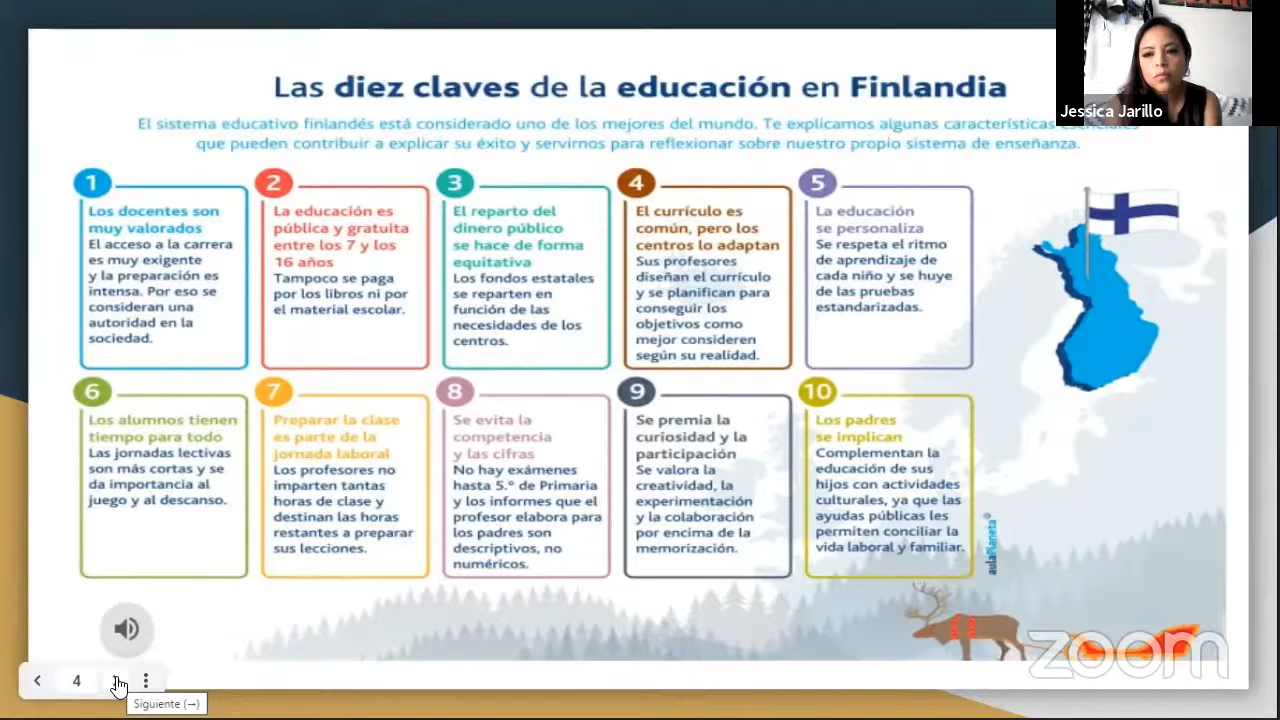 Las diez claves de la educación en Finlandia
El sistema educativo finlandés está considerado uno de los mejores del mundo. Te explicamos algunas características esenciales
que pueden contribuir a explicar su éxito y servirnos para reflexionar sobre nuestro propio sistema de enseñanza.
Jessica Jarillo
1
Los docentes son
muy valorados
El acceso a la carrera
es muy exigente
y la preparación es
intensa. Por eso se
consideran una
autoridad en la
sociedad.
2
La educación es
pública y gratuita
entre los 7 y los
16 años
Tampoco se paga
por los libros ni por
el material escolar.
3
El reparto del
dinero público
se hace de forma
equitativa
Los fondos estatales
se reparten en
función de las
necesidades de los
centros.
4
El currículo es
común, pero los
centros lo adaptan
Sus profesores
diseñan el currículo
y se planifican para
conseguir los
objetivos como
mejor consideren
según su realidad.
5
La educación
se personaliza
Se respeta el ritmo
de aprendizaje de
cada niño y se huye
de las pruebas
estandarizadas.
6
Los alumnos tienen
tiempo para todo
Las jornadas lectivas
son más cortas y se
da importancia al
juego y al descanso.
7
Preparar la clase
es parte de la
jornada laboral
Los profesores no
imparten tantas
horas de clase y
destinan las horas
restantes a preparar
sus lecciones.
8
Se evita la
competencia
y las cifras
No hay exámenes
hasta 5.º de Primaria
y los informes que el
profesor elabora para
los padres son
descriptivos, no
numéricos.
9
Se premia la
curiosidad y la
participación
Se valora la
creatividad, la
experimentación
y la colaboración
por encima de la
memorización.
10
Los padres
se implican
Complementan la
educación de sus
hijos con actividades
culturales, ya que las
ayudas públicas les
permiten conciliar la
vida laboral y familiar.
aulaPlaneta
zoom
4
Siguiente (→)